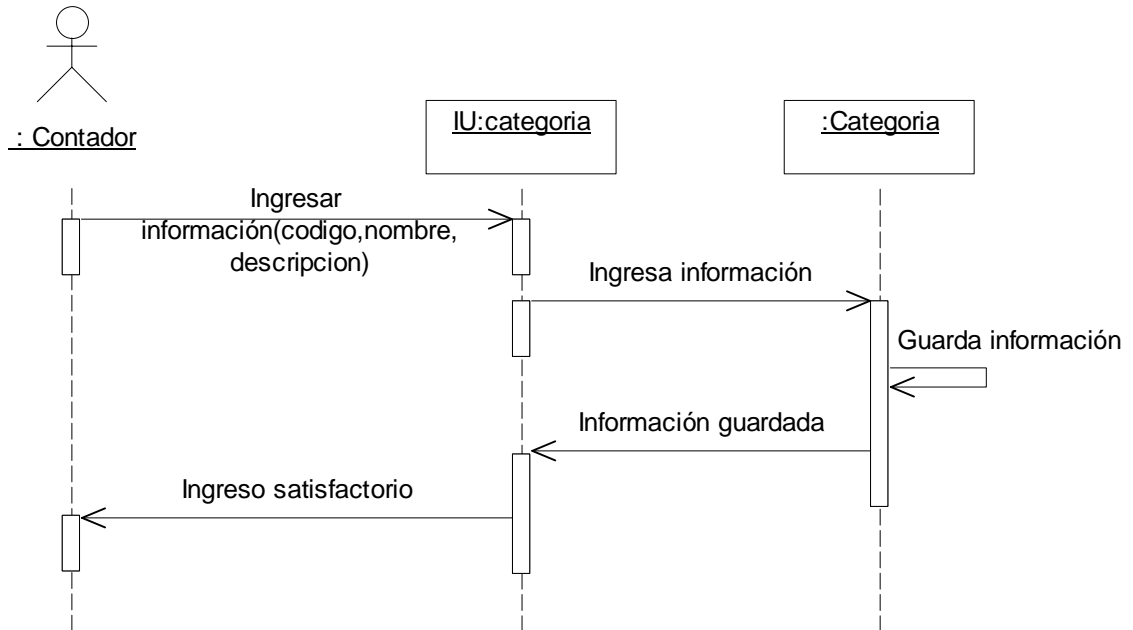 : Contador
IU:categoria
:Categoria
Ingresar
información(codigo,nombre,
descripcion)
Ingresa información
Guarda información
Información guardada
Ingreso satisfactorio